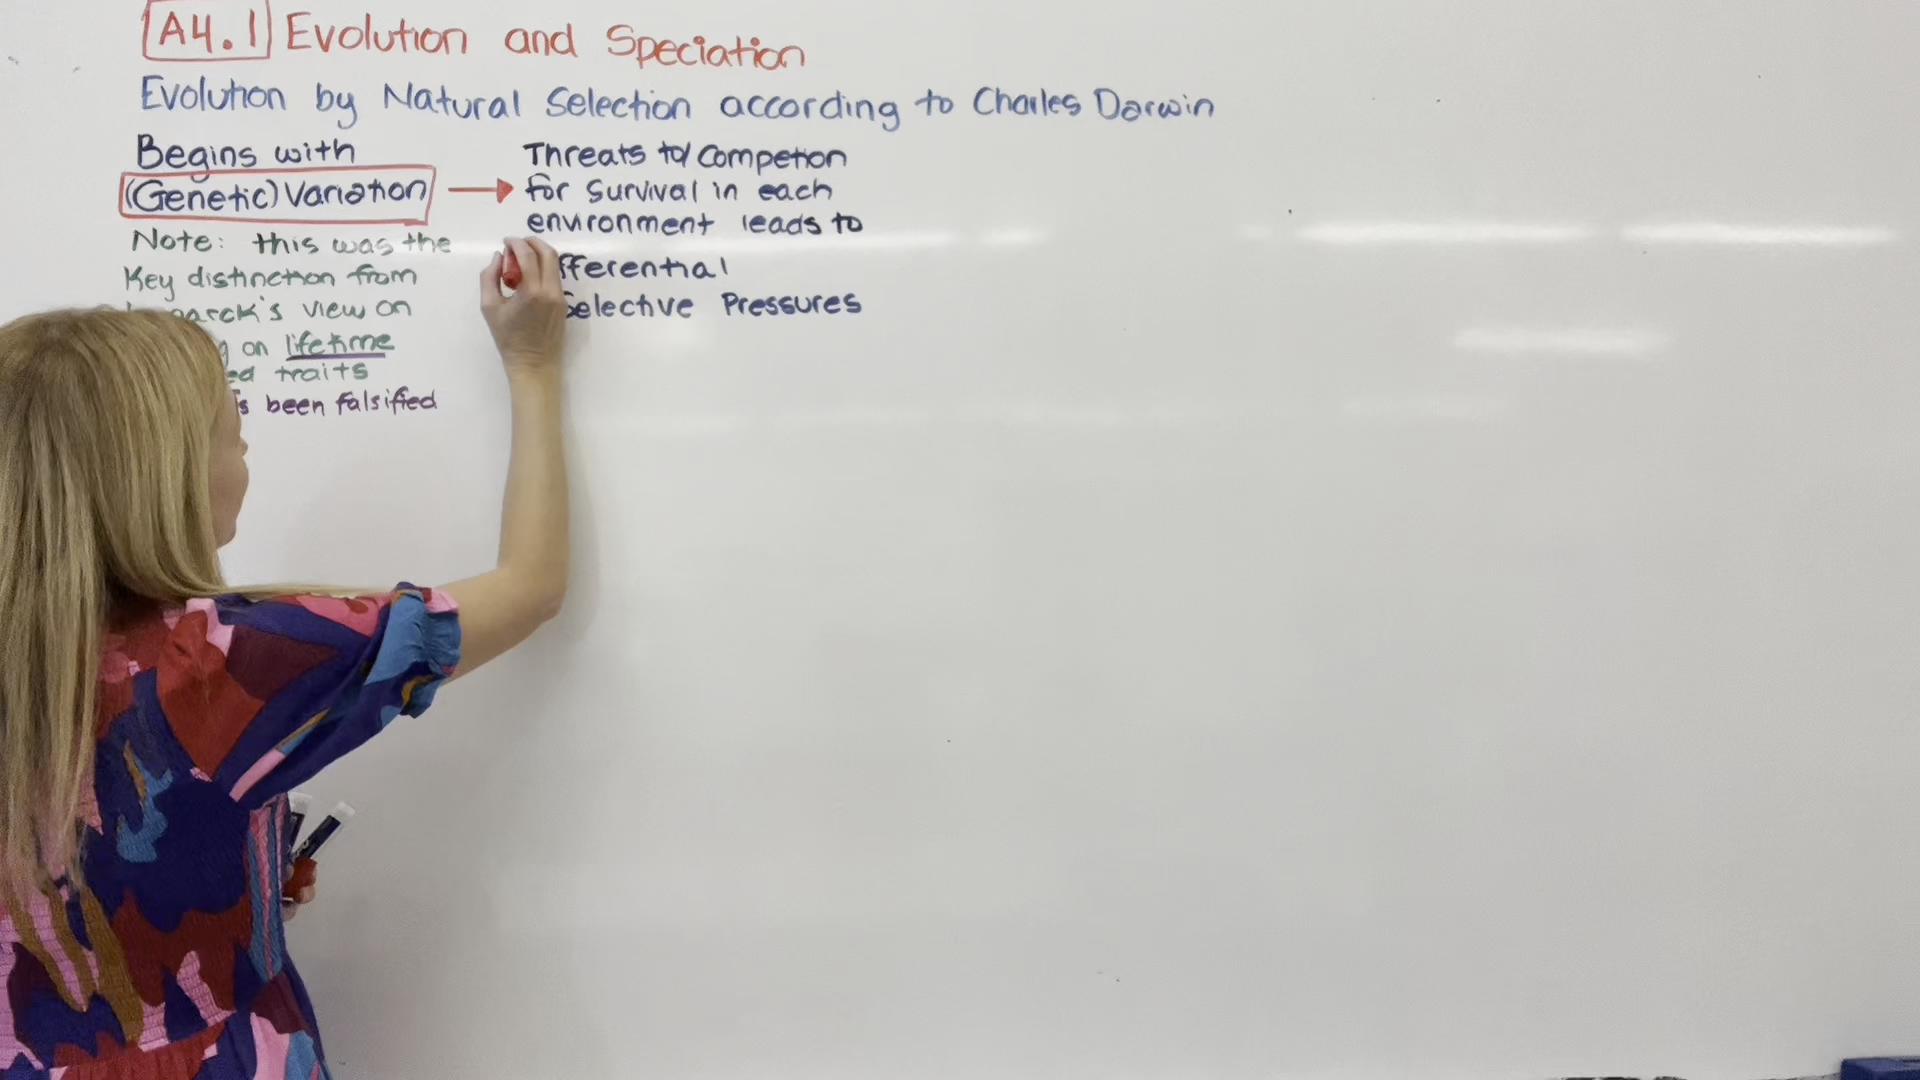 A4.1 Evolution and Speciation
Evolution by Natural Selection according to Charles Darwin
Begins with
(Genetic) Variation
Note: this was the
Key distinction from
view on
on lifetime
traits
been falsified
Threats to/Competion
for Survival in each
environment leads to
Selective Pressures